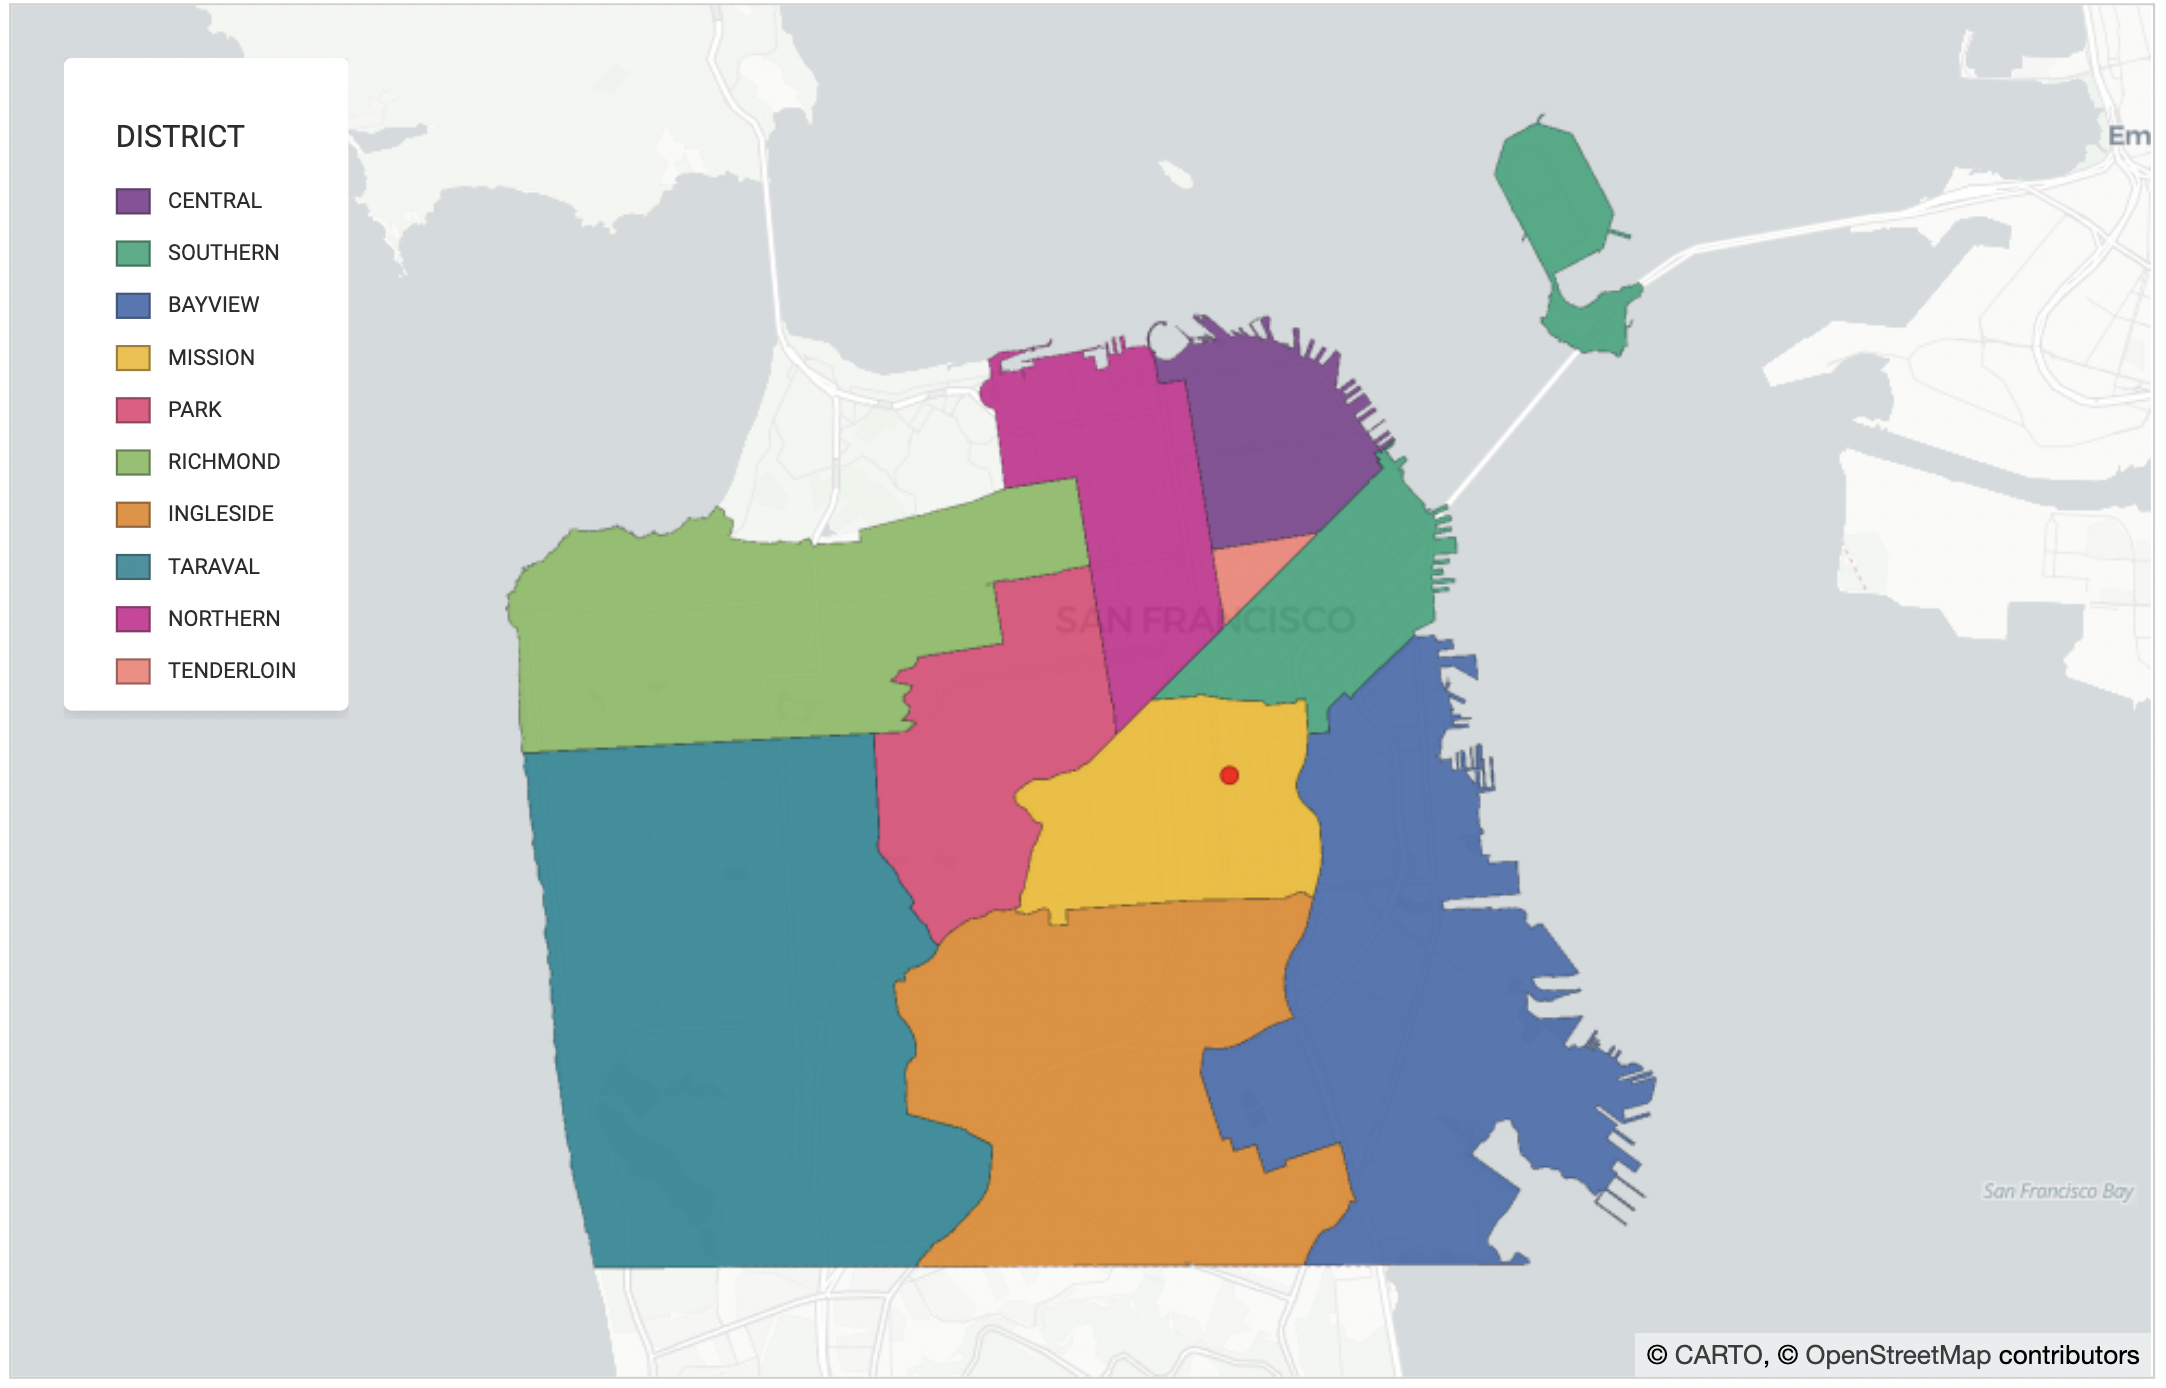 DISTRICT
CENTRAL
SOUTHERN
BAYVIEW
MISSION
PARK
RICHMOND
INGLESIDE
TARAVAL
NORTHERN
TENDERLOIN
Em
SAN FRANCISCO
San Francisco Bay
© CARTO, © OpenStreetMap contributors